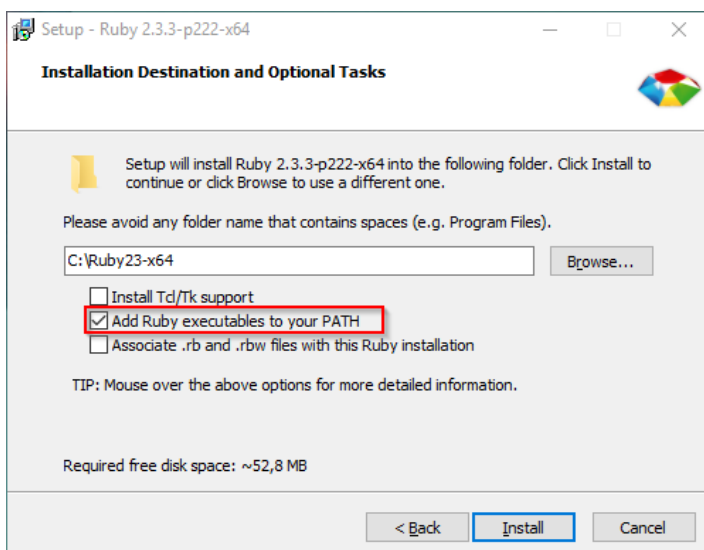 Setup - Ruby 2.3.3-p222-x64
Installation Destination and Optional Tasks
Setup will install Ruby 2.3.3-p222-x64 into the following folder. Click Install to
continue or click Browse to use a different one.
Please avoid any folder name that contains spaces (e.g. Program Files).
C:\Ruby23-x64
Browse...
Install Tcl/Tk support
Add Ruby executables to your PATH
Associate .rb and .rbw files with this Ruby installation
TIP: Mouse over the above options for more detailed information.
Required free disk space: ~52,8 MB
< Back
Install
Cancel